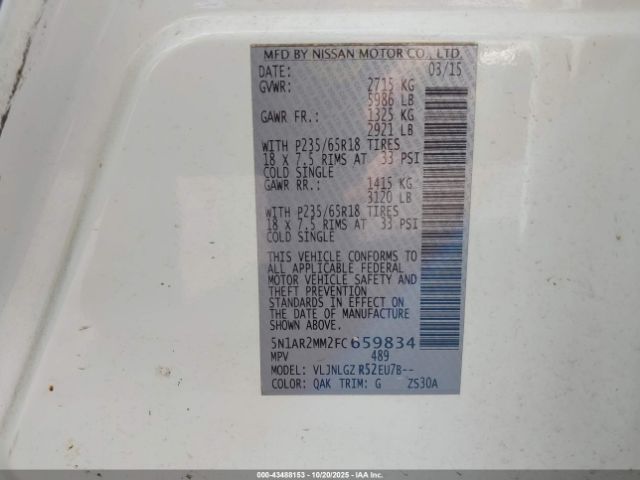 MFD BY NISSAN MOTOR CO., LTD.
DATE: 03/15
GVWR: 2715 KG
5986 LB
GAWR FR.: 1325 KG
2921 LB
WITH P235/65R18 TIRES
18 X 7.5 RIMS AT 33 PSI
COLD SINGLE
GAWR RR.: 1415 KG
3120 LB
WITH P235/65R18 TIRES
18 X 7.5 RIMS AT 33 PSI
COLD SINGLE
THIS VEHICLE CONFORMS TO
ALL APPLICABLE FEDERAL
MOTOR VEHICLE SAFETY AND
THEFT PREVENTION
STANDARDS IN EFFECT ON
THE DATE OF MANUFACTURE
SHOWN ABOVE.
5N1AR2MM2FC659834
MPV 489
MODEL: VLJNLGZ R52EU7B--
COLOR: QAK TRIM: G ZS30A
000-43488153 - 10/20/2025 - IAA Inc.